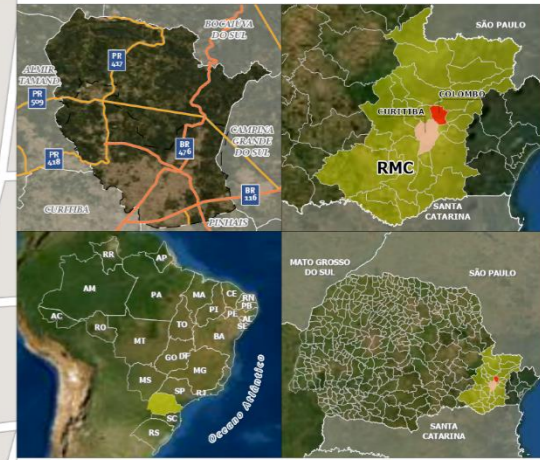 BOCAIÚVA
DO SUL
PR
417
ALMIR.
TAMANI.
PR
509
CAMPINA
GRANDE
DO SUL
BR
476
PR
418
BR
116
CURITIBA
PINHAIS
SÃO PAULO
COLOMBO
CURITIBA
RMC
SANTA
CATARINA
RR
AP
AM
PA
MA
CE
RN
PB
PE
AL
SE
PI
AC
RO
TO
BA
MT
GO
DF
MG
MS
SP
RJ
SC
RS
Oceano Atlântico
MATO GROSSO
DO SUL
SÃO PAULO
SANTA
CATARINA